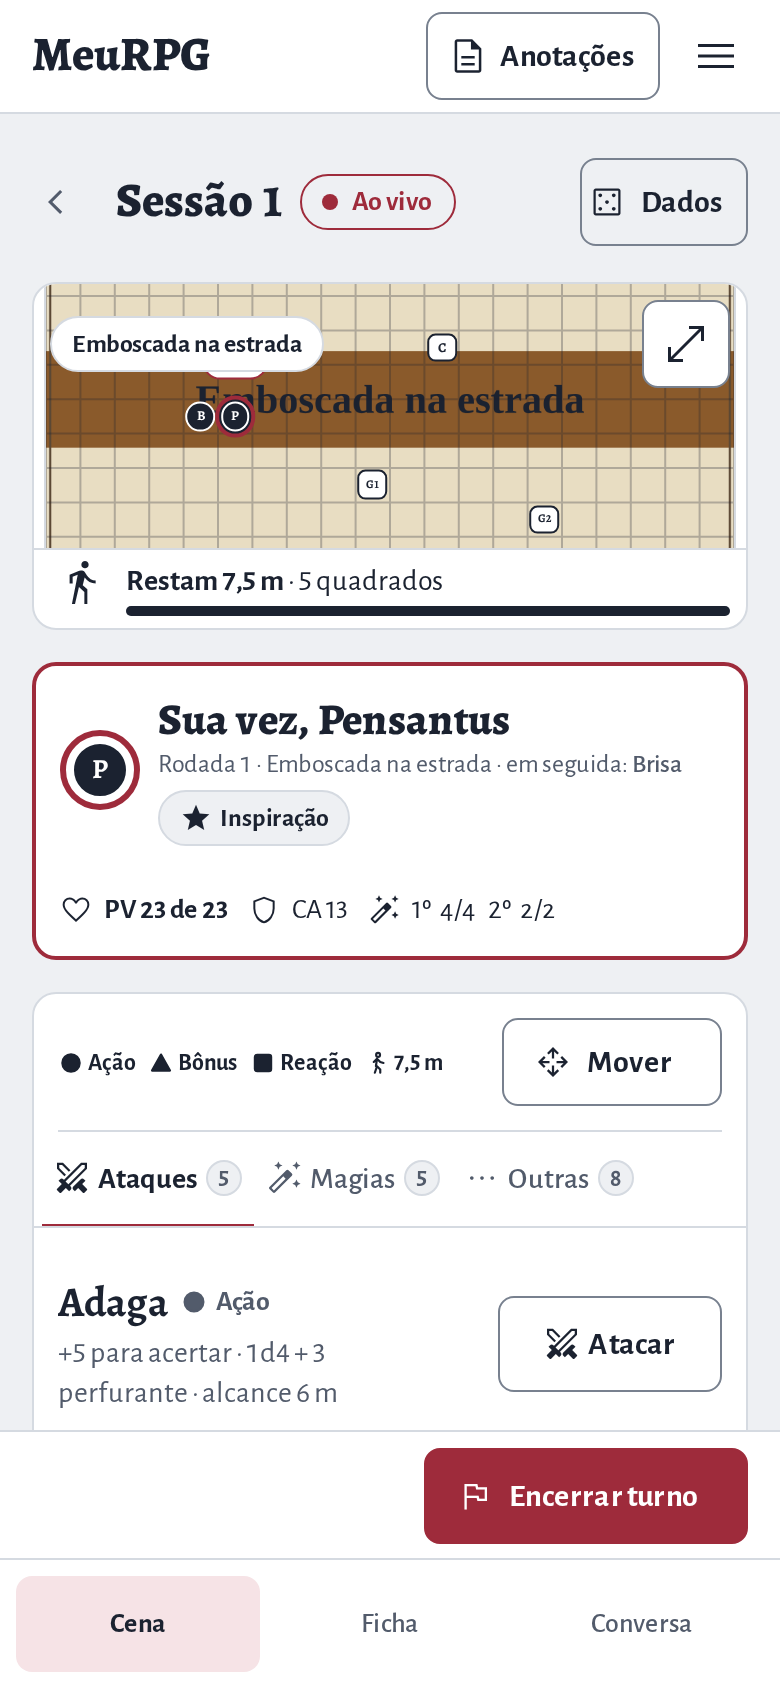 MeuRPG
Anotações
Sessão 1
Ao vivo
Dados
Emboscada na estrada
C
Emboscada na estrada
B
P
G1
G2
Restam 7,5 m · 5 quadrados
Sua vez, Pensantus
P
Rodada 1 · Emboscada na estrada · em seguida: Brisa
Inspiração
PV 23 de 23
CA 13
1º 4/4 2º 2/2
Ação
Bônus
Reação
7,5 m
Mover
Ataques 5
Magias 5
Outras 8
Adaga
Ação
+5 para acertar · 1d4 + 3
perfurante · alcance 6 m
Atacar
Encerrar turno
Cena
Ficha
Conversa